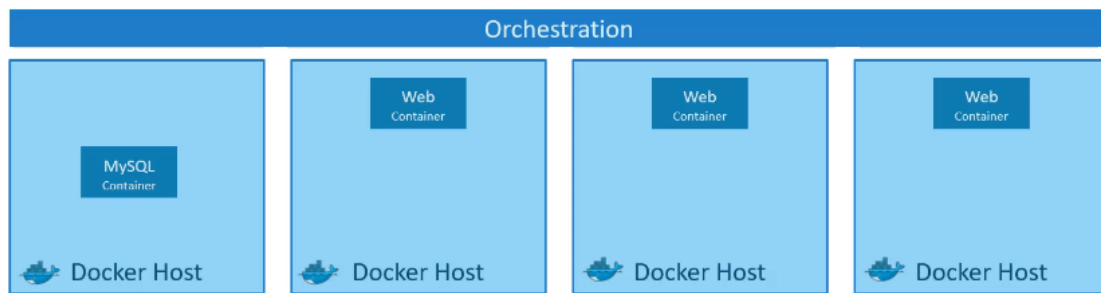 Orchestration
MySQL
Container
Docker Host
Web
Container
Docker Host
Web
Container
Docker Host
Web
Container
Docker Host